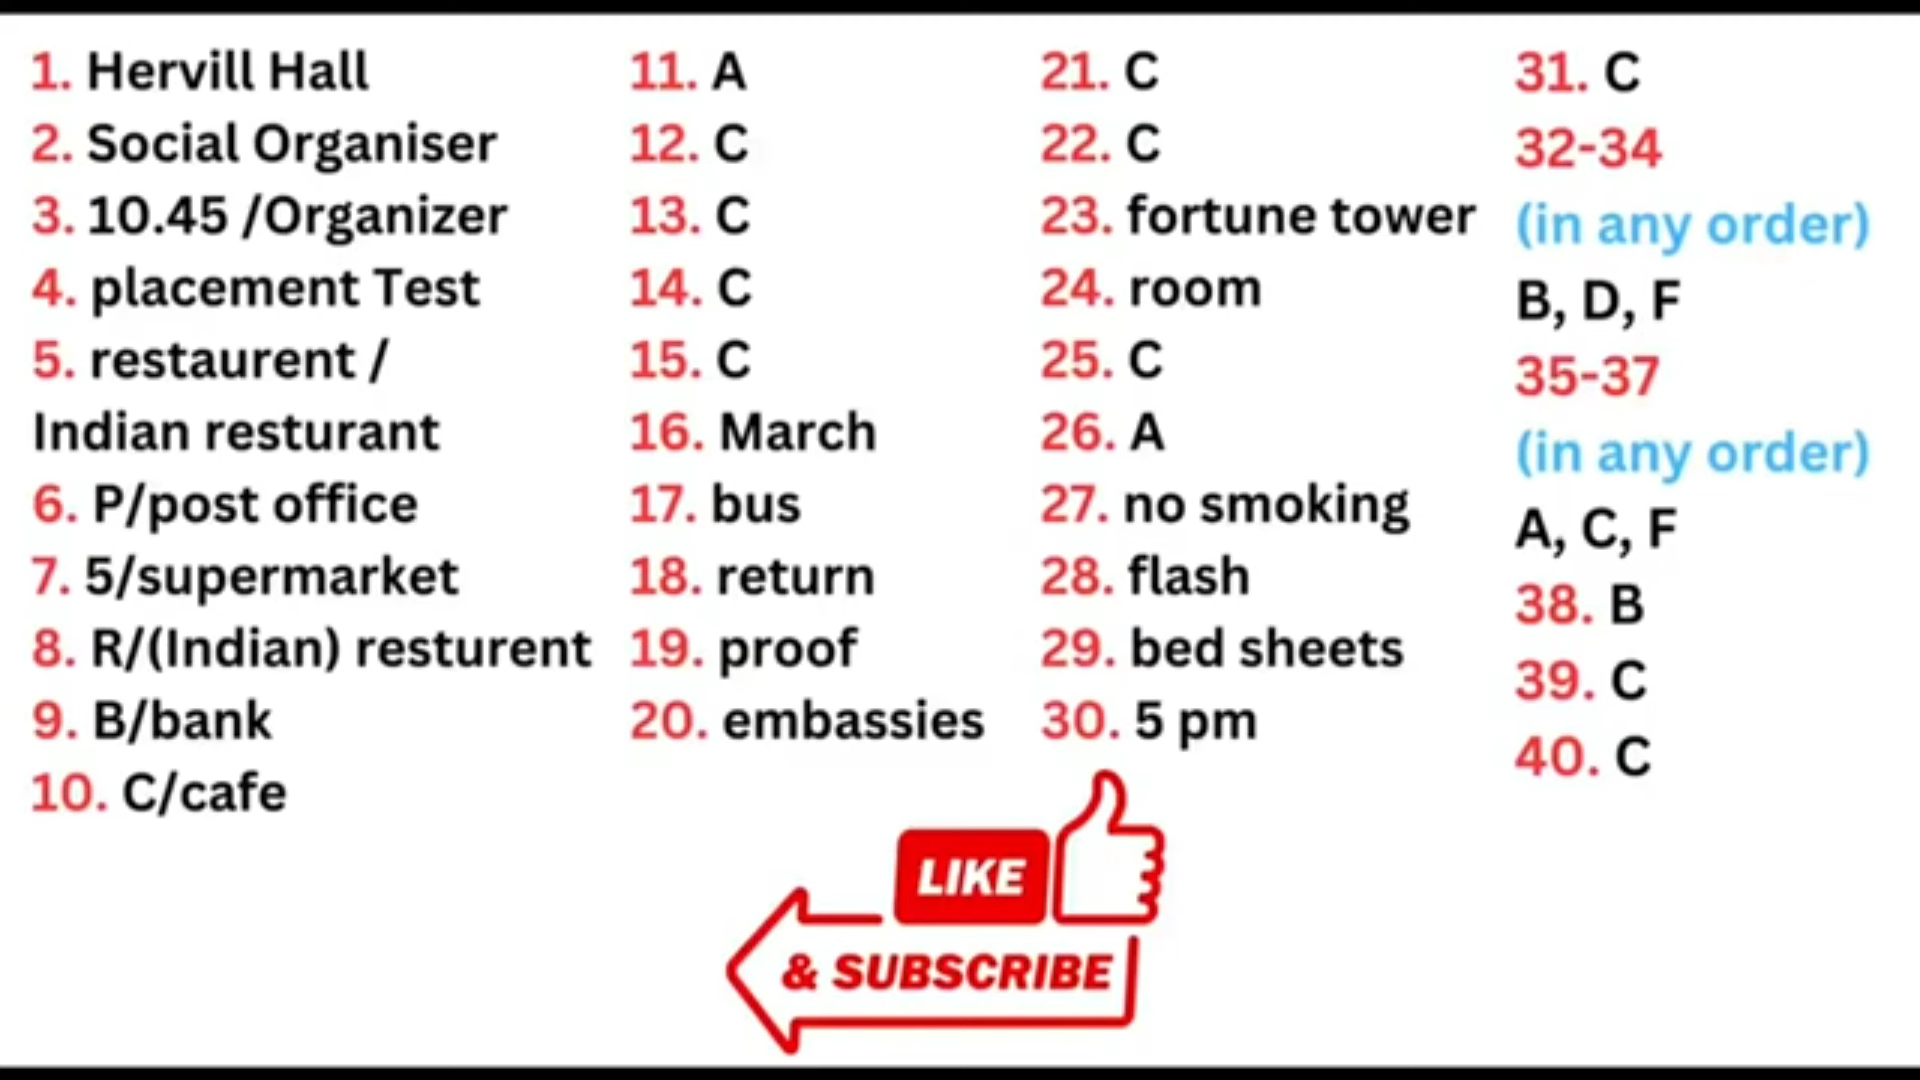 1. Hervill Hall
2. Social Organiser
3. 10.45 /Organizer
4. placement Test
5. restaurent /
Indian resturant
6. P/post office
7. 5/supermarket
8. R/(Indian) resturent
9. B/bank
10. C/cafe
11. A
12. C
13. C
14. C
15. C
16. March
17. bus
18. return
19. proof
20. embassies
21. C
22. C
23. fortune tower
24. room
25. C
26. A
27. no smoking
28. flash
29. bed sheets
30. 5 pm
31. C
32-34
(in any order)
B, D, F
35-37
(in any order)
A, C, F
38. B
39. C
40. C
LIKE
& SUBSCRIBE